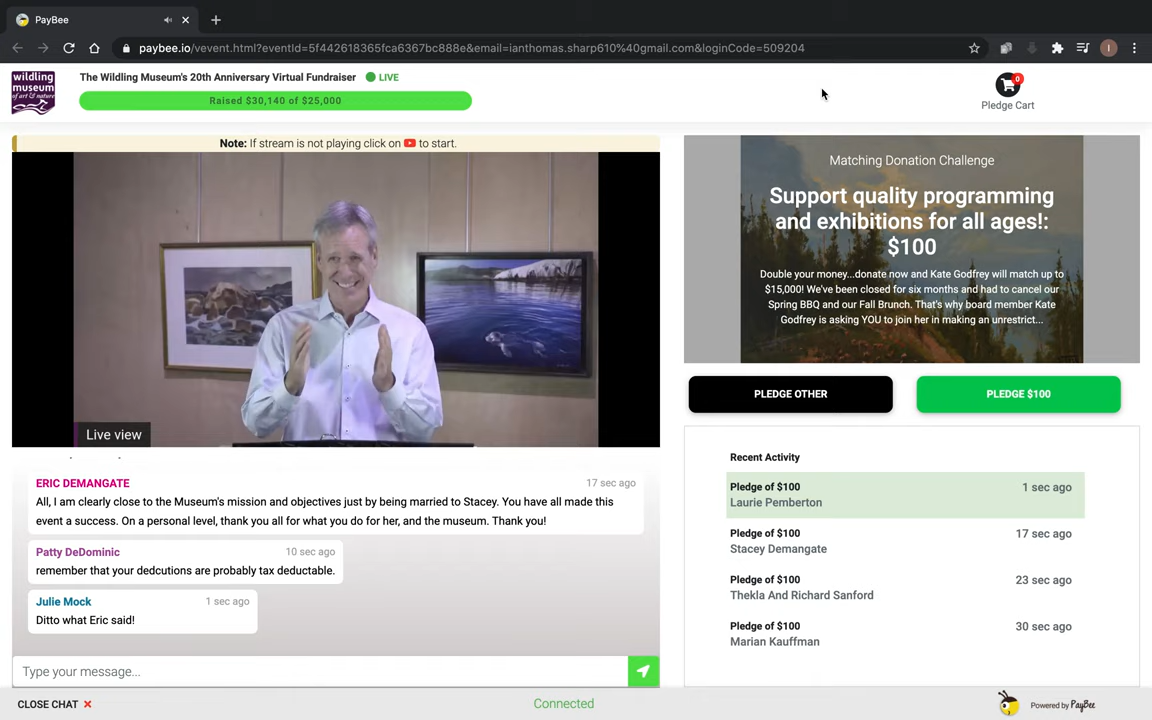 PayBee
paybee.io/vevent.html?eventId=5f442618365fca6367bc888e&email=ianthomas.sharp610%40gmail.com&loginCode=509204
I
wildling
museum
of art & nature
The Wildling Museum's 20th Anniversary Virtual Fundraiser
LIVE
Raised $30,140 of $25,000
0
Pledge Cart
Note: If stream is not playing click on to start.
Live view
Matching Donation Challenge
Support quality programming
and exhibitions for all ages!:
$100
Double your money...donate now and Kate Godfrey will match up to
$15,000! We've been closed for six months and had to cancel our
Spring BBQ and our Fall Brunch. That's why board member Kate
Godfrey is asking YOU to join her in making an unrestrict...
PLEDGE OTHER
PLEDGE $100
ERIC DEMANGATE
17 sec ago
All, I am clearly close to the Museum's mission and objectives just by being married to Stacey. You have all made this
event a success. On a personal level, thank you all for what you do for her, and the museum. Thank you!
Patty DeDominic
10 sec ago
remember that your dedcutions are probably tax deductable.
Julie Mock
1 sec ago
Ditto what Eric said!
Type your message...
Recent Activity
Pledge of $100
1 sec ago
Laurie Pemberton
Pledge of $100
17 sec ago
Stacey Demangate
Pledge of $100
23 sec ago
Thekla And Richard Sanford
Pledge of $100
30 sec ago
Marian Kauffman
CLOSE CHAT
Connected
Powered by PayBee